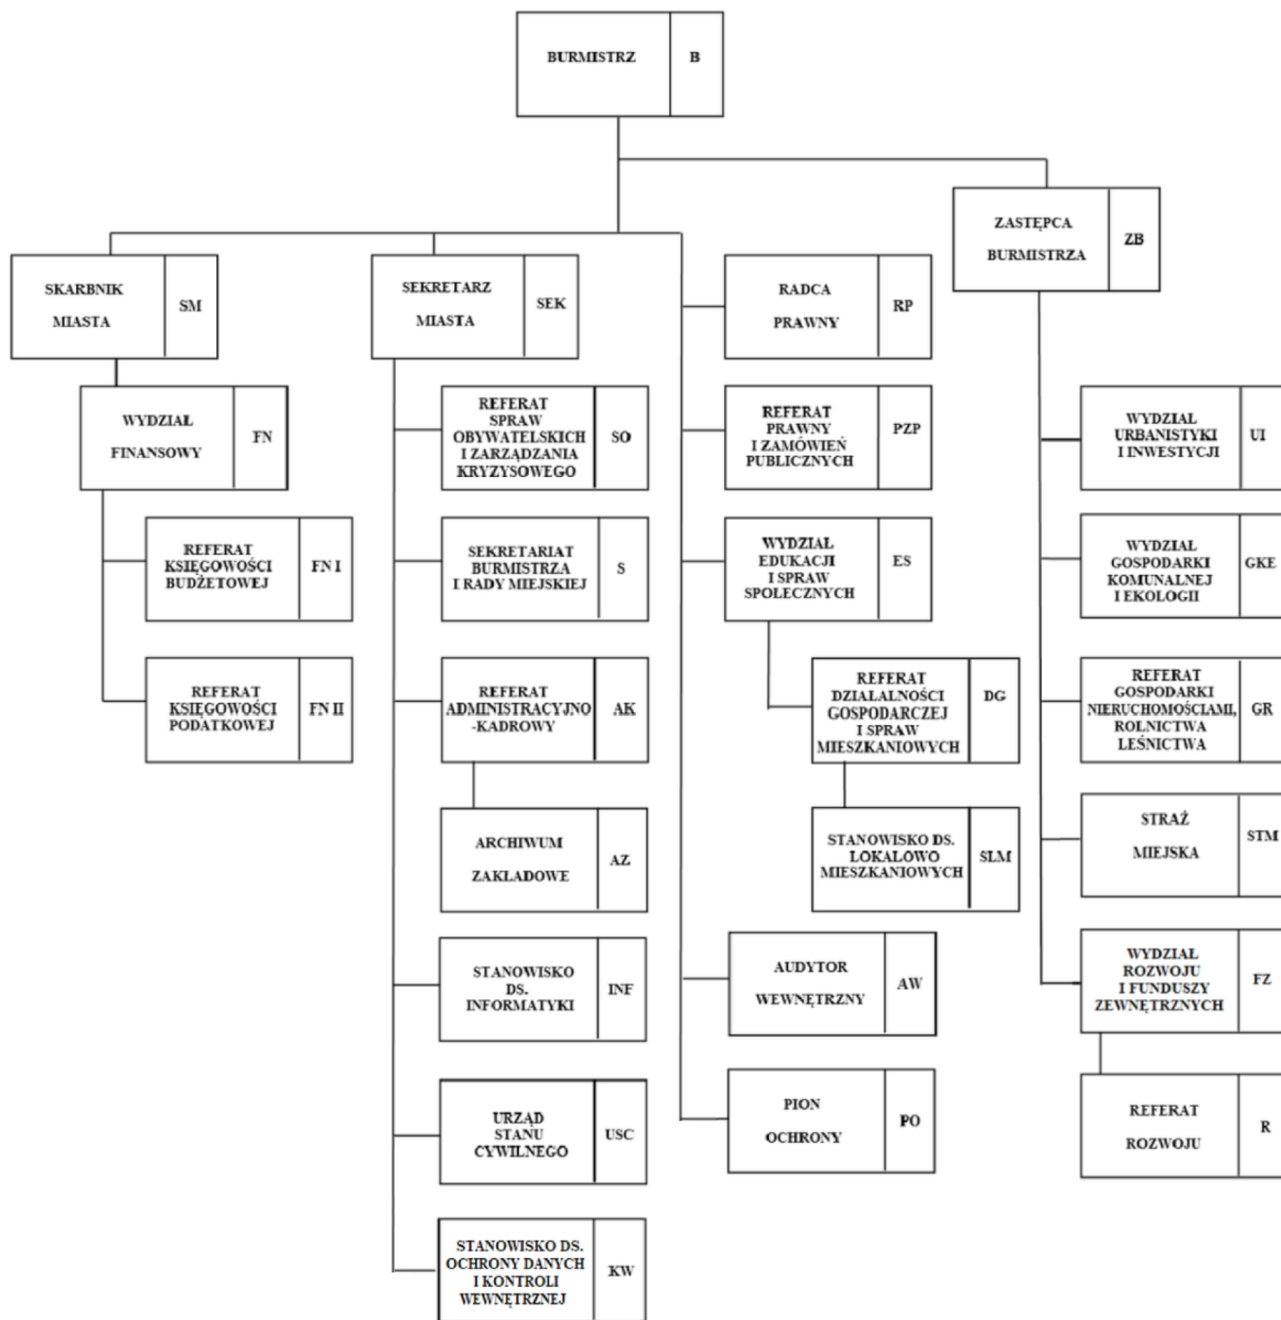 BURMISTRZ
B
ZASTĘPCA
BURMISTRZA
ZB
SKARBNIK
MIASTA
SM
SEKRETARZ
MIASTA
SEK
RADCA
PRAWNY
RP
WYDZIAŁ
FINANSOWY
FN
REFERAT
KSIĘGOWOŚCI
BUDŻETOWEJ
FN I
REFERAT
KSIĘGOWOŚCI
PODATKOWEJ
FN II
REFERAT
SPRAW
OBYWATELSKICH
I ZARZĄDZANIA
KRYZYSOWEGO
SO
SEKRETARIAT
BURMISTRZA
I RADY MIEJSKIEJ
S
REFERAT
ADMINISTRACYJNO
-KADROWY
AK
ARCHIWUM
ZAKŁADOWE
AZ
STANOWISKO
DS.
INFORMATYKI
INF
URZĄD
STANU
CYWILNEGO
USC
STANOWISKO DS.
OCHRONY DANYCH
I KONTROLI
WEWNĘTRZNEJ
KW
REFERAT
PRAWNY
I ZAMÓWIEŃ
PUBLICZNYCH
PZP
WYDZIAŁ
EDUKACJI
I SPRAW
SPOŁECZNYCH
ES
REFERAT
DZIAŁALNOŚCI
GOSPODARCZEJ
I SPRAW
MIESZKANIOWYCH
DG
STANOWISKO DS.
LOKALOWO
MIESZKANIOWYCH
SLM
AUDYTOR
WEWNĘTRZNY
AW
PION
OCHRONY
PO
WYDZIAŁ
URBANISTYKI
I INWESTYCJI
UI
WYDZIAŁ
GOSPODARKI
KOMUNALNEJ
I EKOLOGII
GKE
REFERAT
GOSPODARKI
NIERUCHOMOŚCIAMI,
ROLNICTWA
LEŚNICTWA
GR
STRAŻ
MIEJSKA
STM
WYDZIAŁ
ROZWOJU
I FUNDUSZY
ZEWNĘTRZNYCH
FZ
REFERAT
ROZWOJU
R